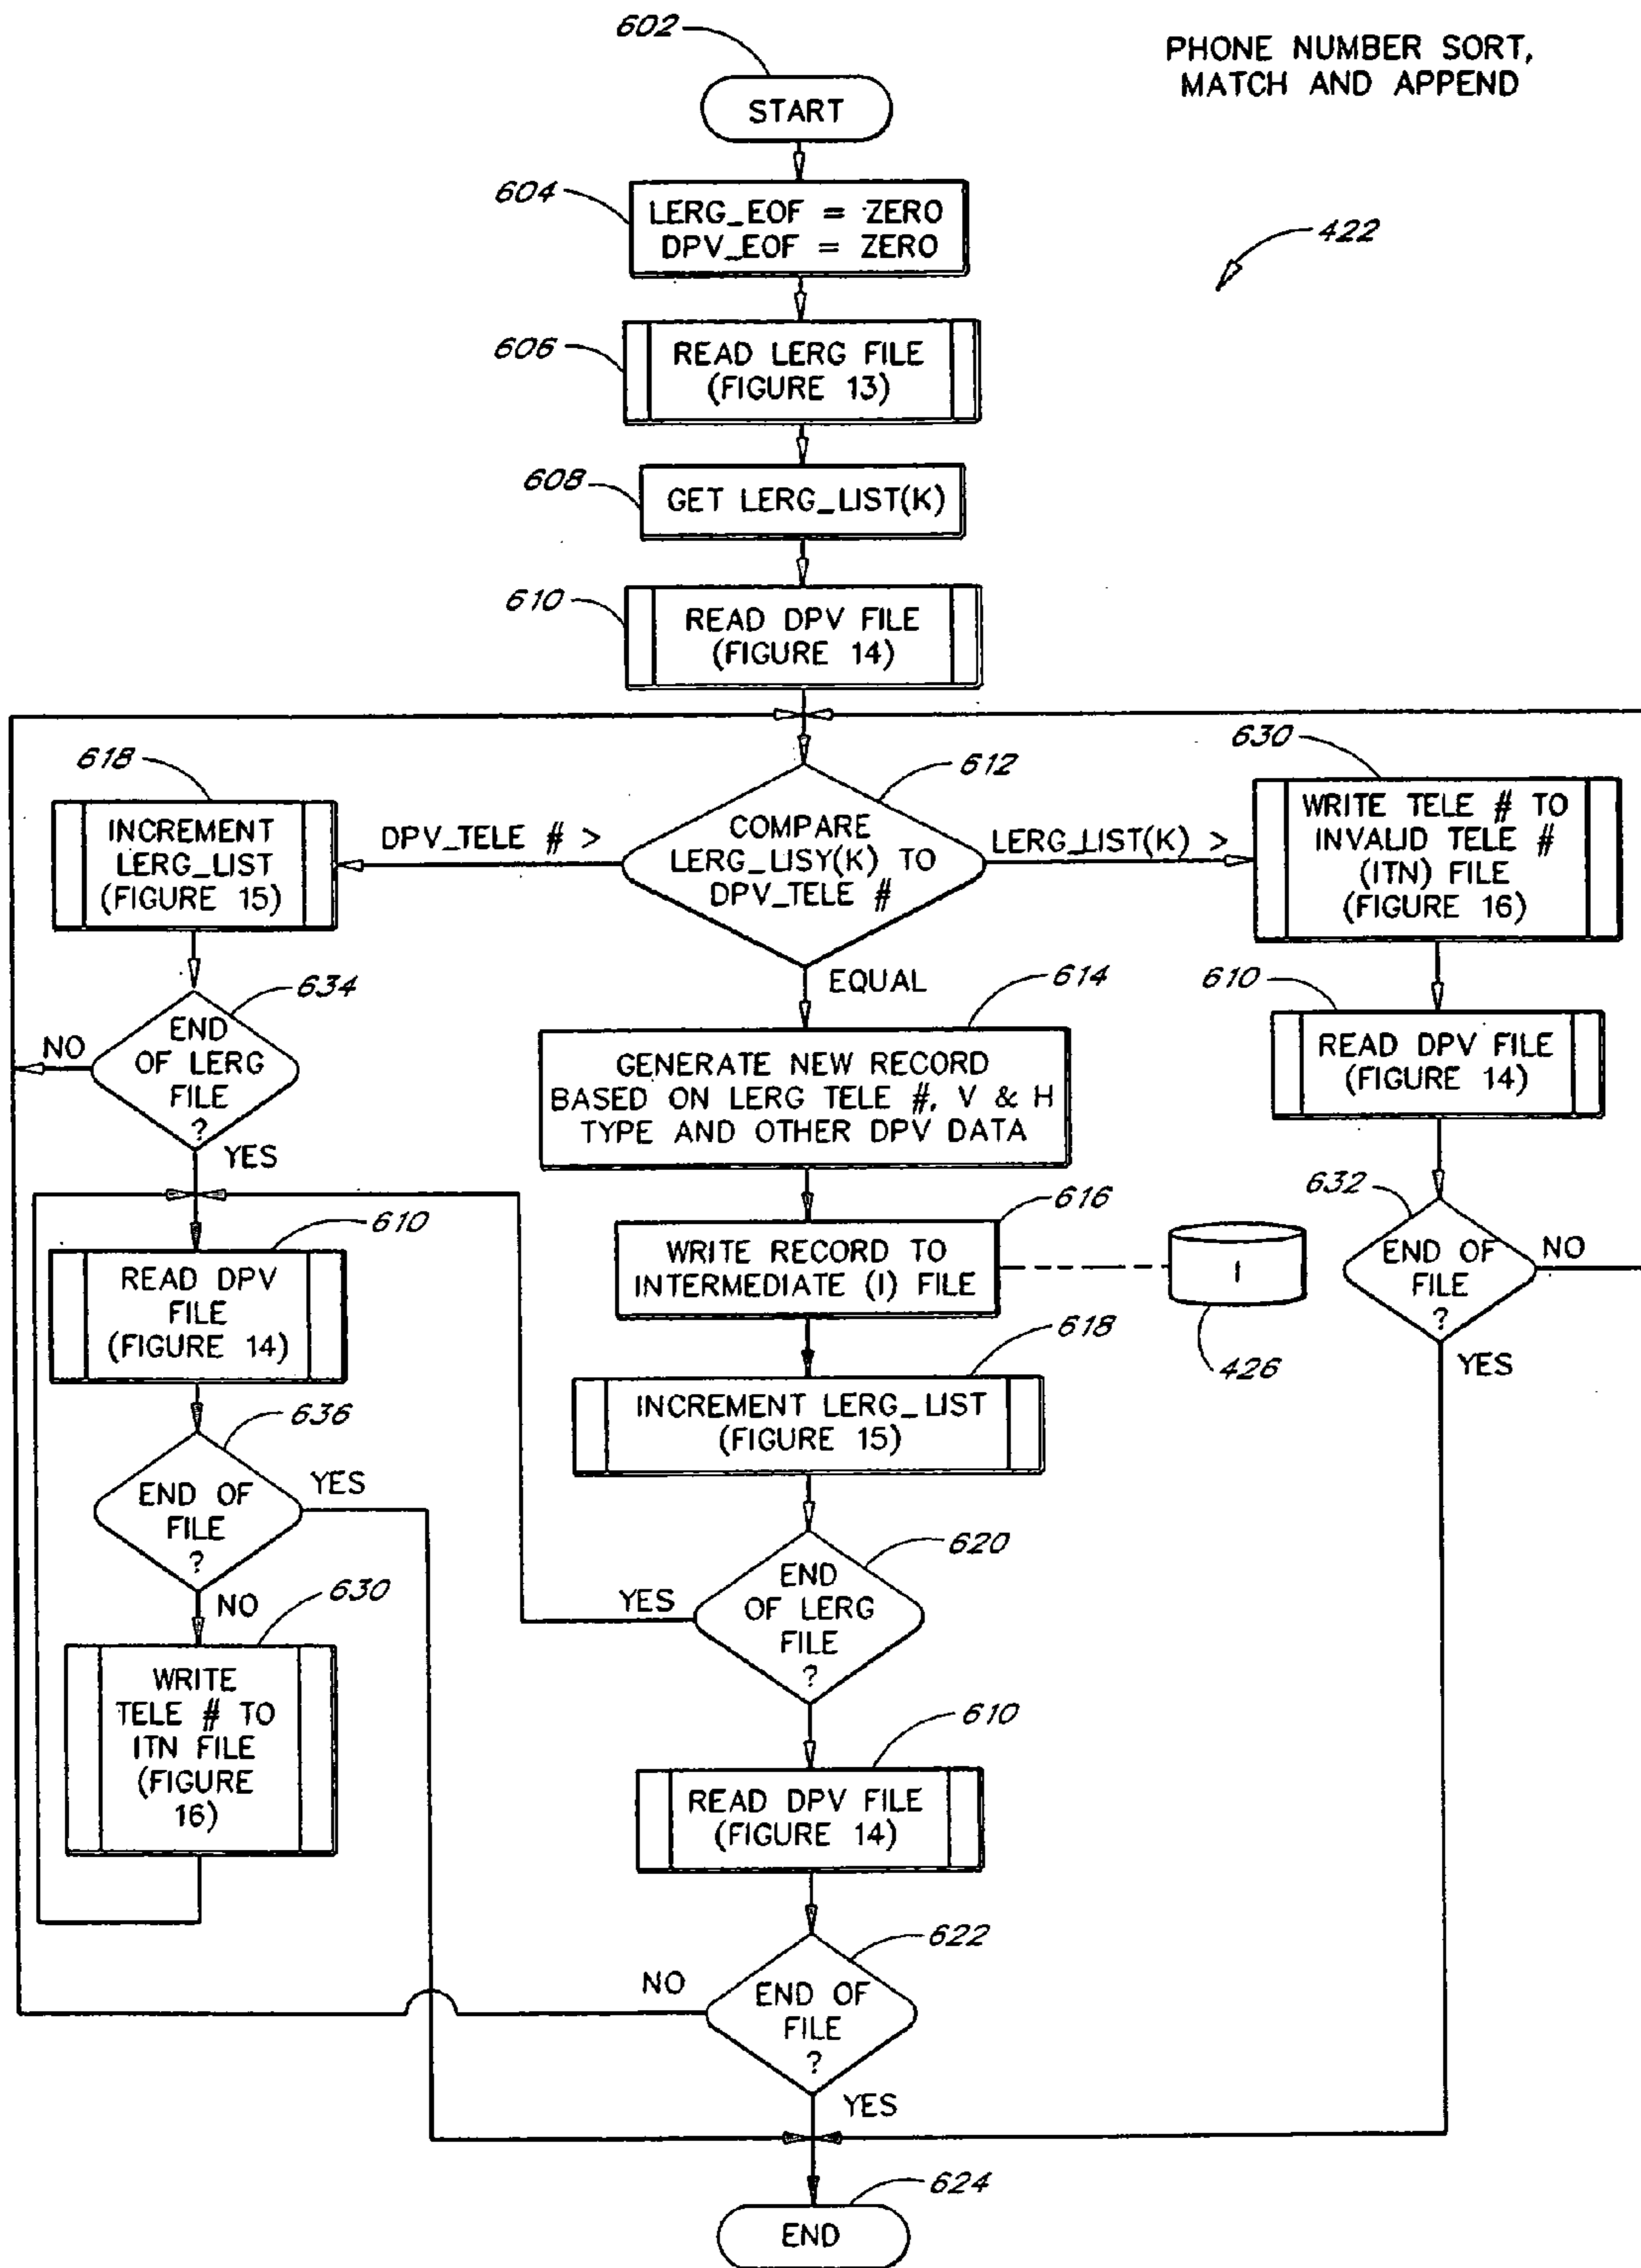 602
PHONE NUMBER SORT,
MATCH AND APPEND
START
604
LERG_EOF = ZERO
DPV_EOF = ZERO
422
606
READ LERG FILE
(FIGURE 13)
608
GET LERG_LIST(K)
610
READ DPV FILE
(FIGURE 14)
618
INCREMENT
LERG_LIST
(FIGURE 15)
DPV_TELE # >
612
COMPARE
LERG_LISY(K) TO
DPV_TELE #
LERG_LIST(K) >
630
WRITE TELE # TO
INVALID TELE #
(ITN) FILE
(FIGURE 16)
634
END
OF LERG
FILE
?
NO
YES
EQUAL
614
GENERATE NEW RECORD
BASED ON LERG TELE #, V & H
TYPE AND OTHER DPV DATA
610
READ DPV FILE
(FIGURE 14)
610
READ DPV
FILE
(FIGURE 14)
616
WRITE RECORD TO
INTERMEDIATE (I) FILE
I
426
632
END OF
FILE
?
NO
YES
618
INCREMENT LERG_LIST
(FIGURE 15)
636
END OF
FILE
?
YES
NO
620
END
OF LERG
FILE
?
YES
630
WRITE
TELE # TO
ITN FILE
(FIGURE
16)
610
READ DPV FILE
(FIGURE 14)
622
END OF
FILE
?
NO
YES
624
END